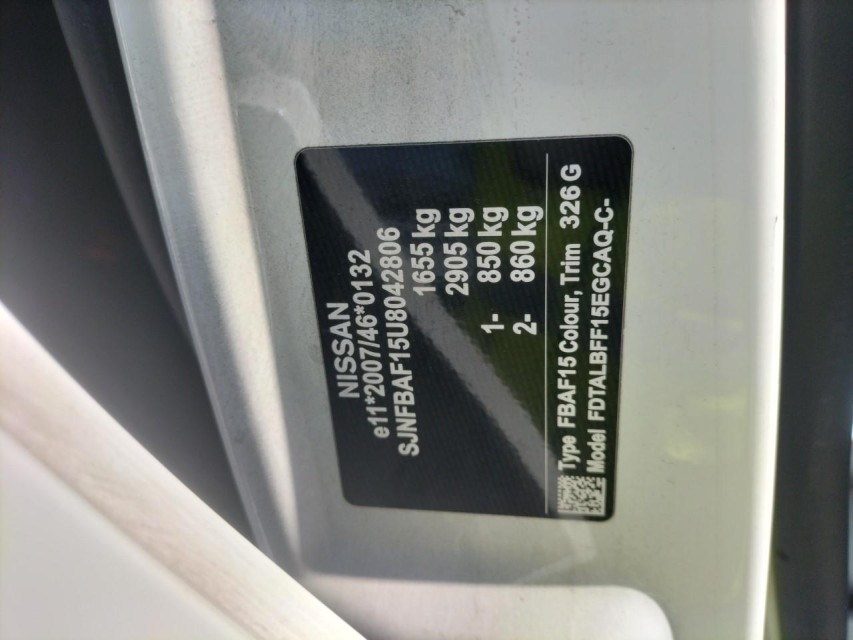 NISSAN
e11*2007/46*0132
SJNFBAF15U8042806
1655 kg
2905 kg
1- 850 kg
2- 860 kg
Type FBAF15 Colour, Trim 326 G
Model FDTALBFF15EGCAQ-C-